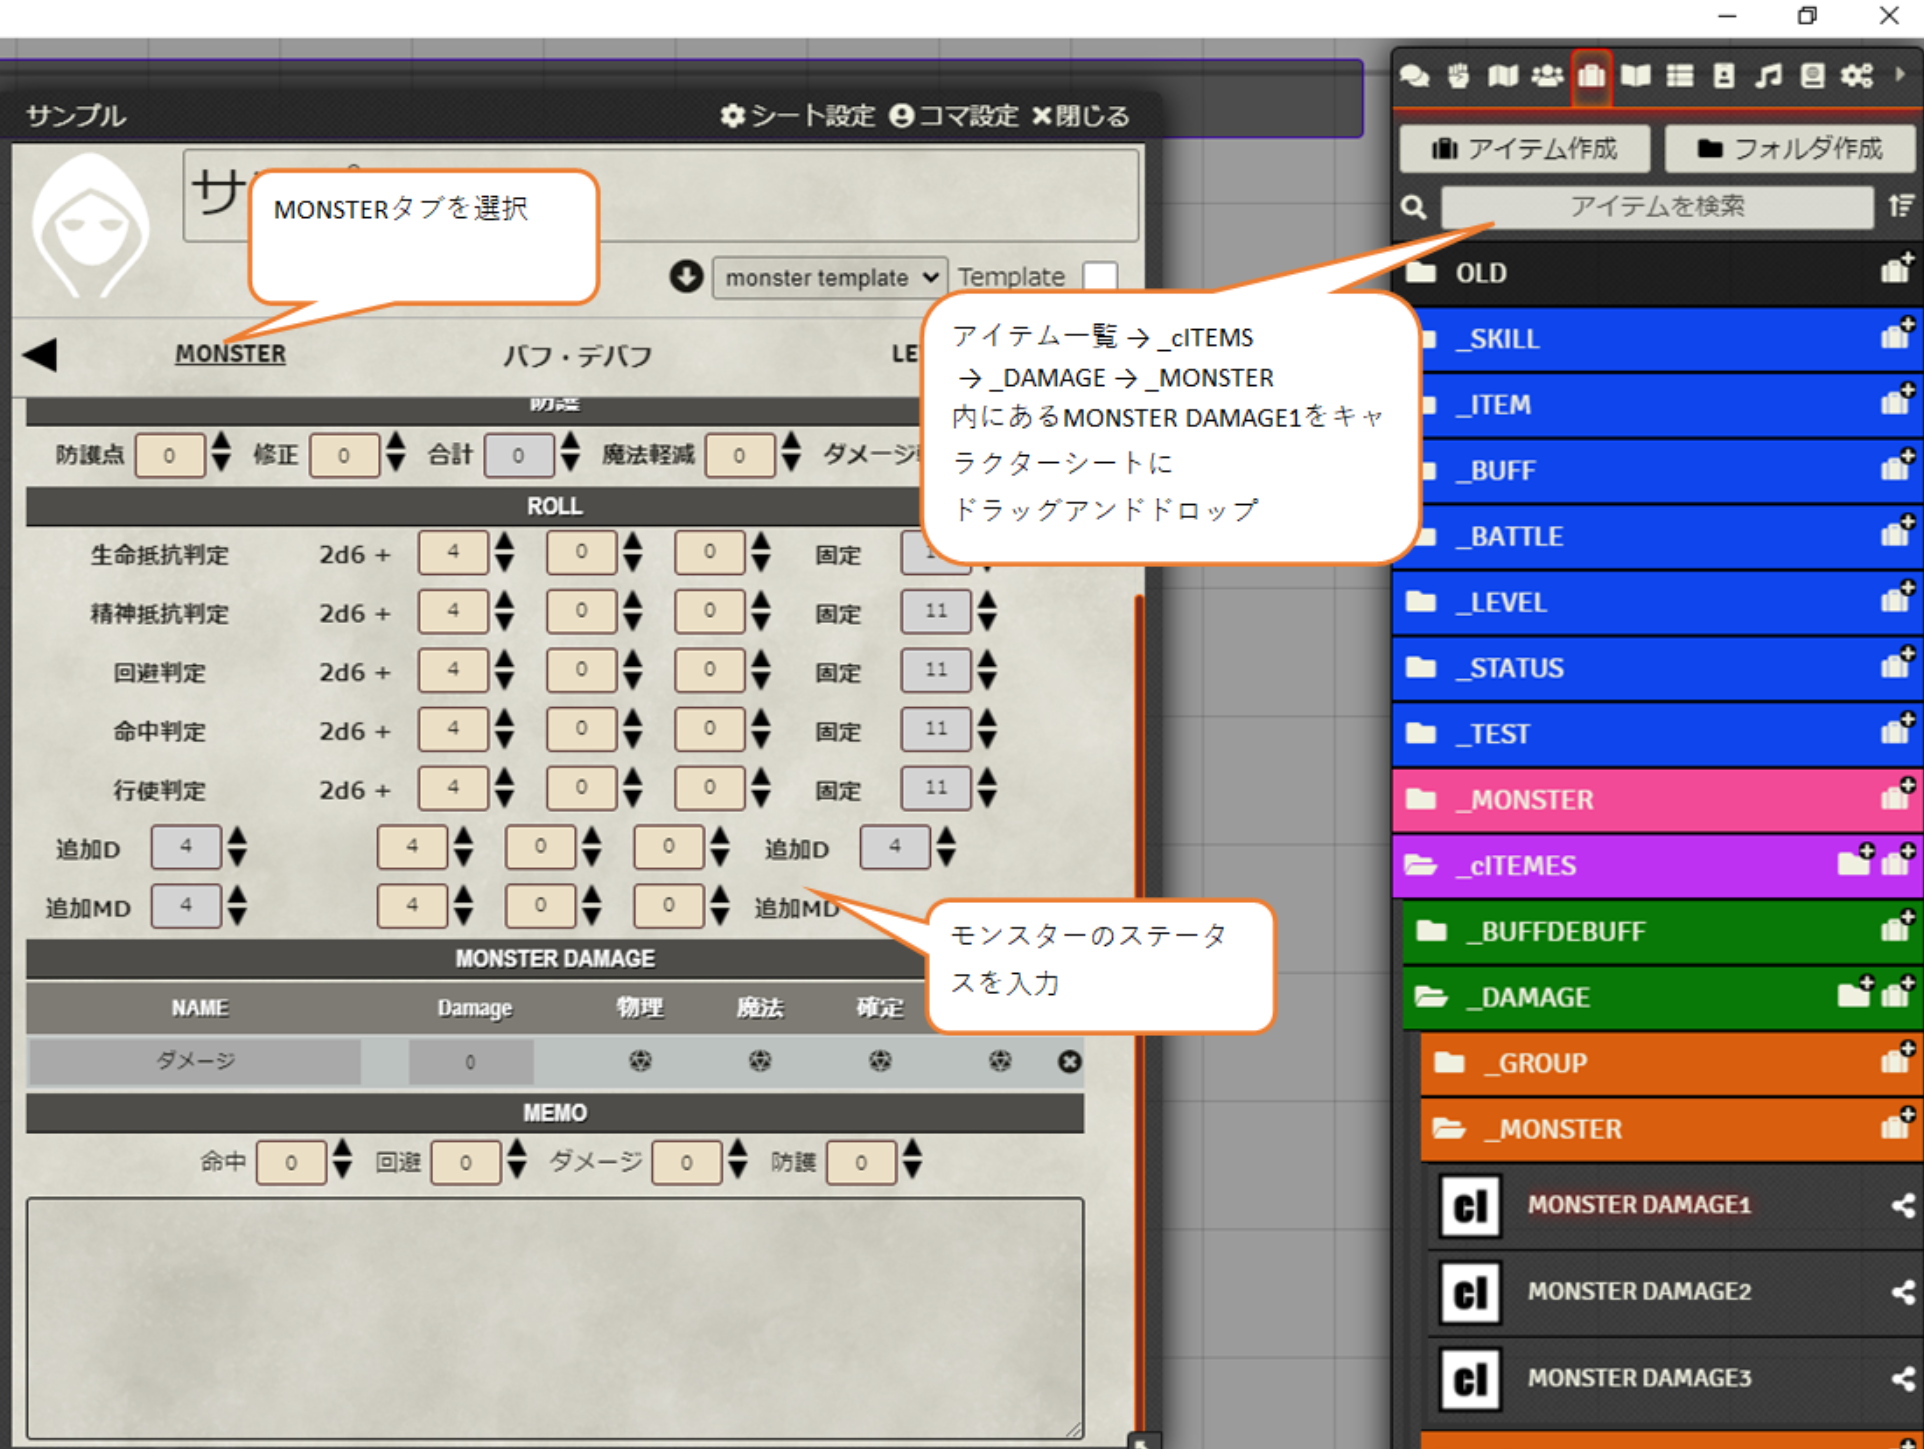 サンプル
シート設定 コマ設定 閉じる
サ
MONSTERタブを選択
monster template Template
MONSTER バフ・デバフ LE
アイテム一覧 → _cITEMS
→ _DAMAGE → _MONSTER
内にあるMONSTER DAMAGE1をキャ
ラクターシートに
ドラッグアンドドロップ
防護
防護点 0 修正 0 合計 0 魔法軽減 0 ダメージ
ROLL
生命抵抗判定 2d6 + 4 0 0 固定 1
精神抵抗判定 2d6 + 4 0 0 固定 11
回避判定 2d6 + 4 0 0 固定 11
命中判定 2d6 + 4 0 0 固定 11
行使判定 2d6 + 4 0 0 固定 11
追加D 4 4 0 0 追加D 4
追加MD 4 4 0 0 追加MD
モンスターのステータ
スを入力
MONSTER DAMAGE
NAME Damage 物理 魔法 確定
ダメージ 0
MEMO
命中 0 回避 0 ダメージ 0 防護 0
アイテム作成 フォルダ作成
アイテムを検索
OLD
_SKILL
_ITEM
_BUFF
_BATTLE
_LEVEL
_STATUS
_TEST
_MONSTER
_cITEMES
_BUFFDEBUFF
_DAMAGE
_GROUP
_MONSTER
cI MONSTER DAMAGE1
cI MONSTER DAMAGE2
cI MONSTER DAMAGE3